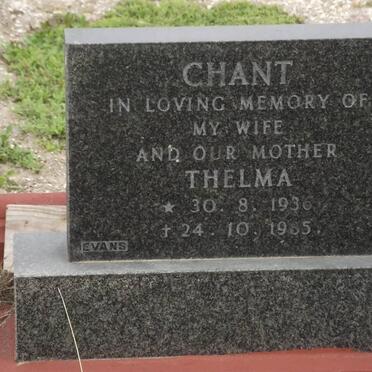 CHANT
IN LOVING MEMORY OF
MY WIFE
AND OUR MOTHER
THELMA
★ 30. 8. 1936
✝ 24. 10. 1985.
EVANS